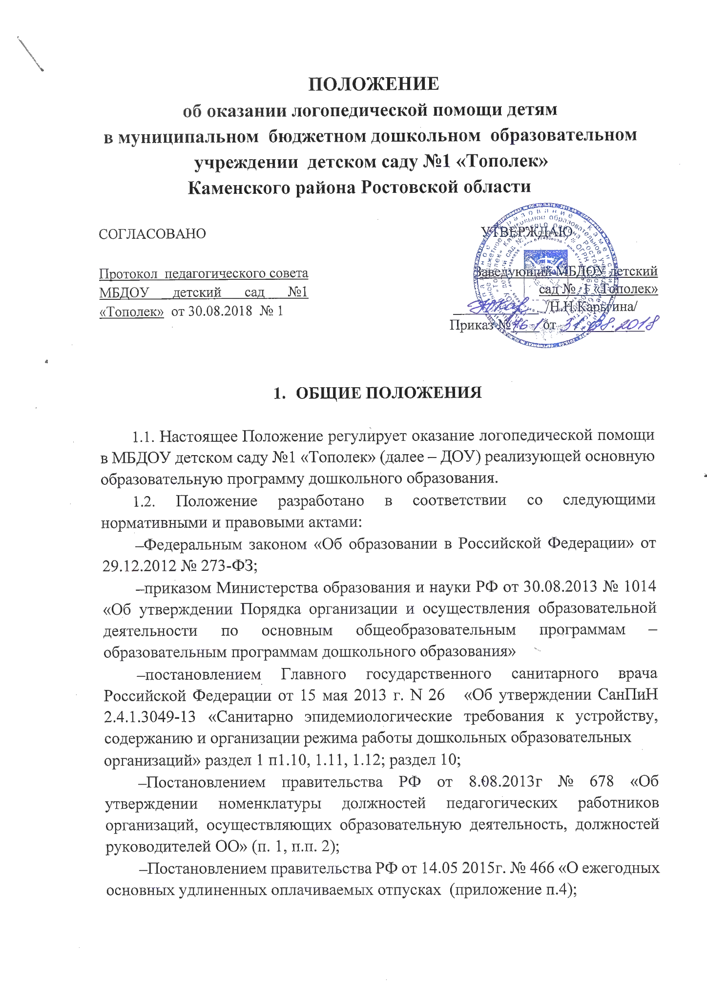 ПОЛОЖЕНИЕ
об оказании логопедической помощи детям
в муниципальном бюджетном дошкольном образовательном
учреждении детском саду №1 «Тополек»
Каменского района Ростовской области
СОГЛАСОВАНО
Протокол педагогического совета
МБДОУ детский сад №1
«Тополек» от 30.08.2018 № 1
УТВЕРЖДАЮ
Заведующий МБДОУ детский
сад № 1 «Тополек»
/Н.Н.Карыгина/
Приказ № 176-1 от 31.08.2018
1. ОБЩИЕ ПОЛОЖЕНИЯ
1.1. Настоящее Положение регулирует оказание логопедической помощи
в МБДОУ детском саду №1 «Тополек» (далее – ДОУ) реализующей основную
образовательную программу дошкольного образования.
1.2. Положение разработано в соответствии со следующими
нормативными и правовыми актами:
–Федеральным законом «Об образовании в Российской Федерации» от
29.12.2012 № 273-ФЗ;
–приказом Министерства образования и науки РФ от 30.08.2013 № 1014
«Об утверждении Порядка организации и осуществления образовательной
деятельности по основным общеобразовательным программам –
образовательным программам дошкольного образования»
–постановлением Главного государственного санитарного врача
Российской Федерации от 15 мая 2013 г. N 26 «Об утверждении СанПиН
2.4.1.3049-13 «Санитарно эпидемиологические требования к устройству,
содержанию и организации режима работы дошкольных образовательных
организаций» раздел 1 п1.10, 1.11, 1.12; раздел 10;
–Постановлением правительства РФ от 8.08.2013г № 678 «Об
утверждении номенклатуры должностей педагогических работников
организаций, осуществляющих образовательную деятельность, должностей
руководителей ОО» (п. 1, п.п. 2);
–Постановлением правительства РФ от 14.05 2015г. № 466 «О ежегодных
основных удлиненных оплачиваемых отпусках (приложение п.4);